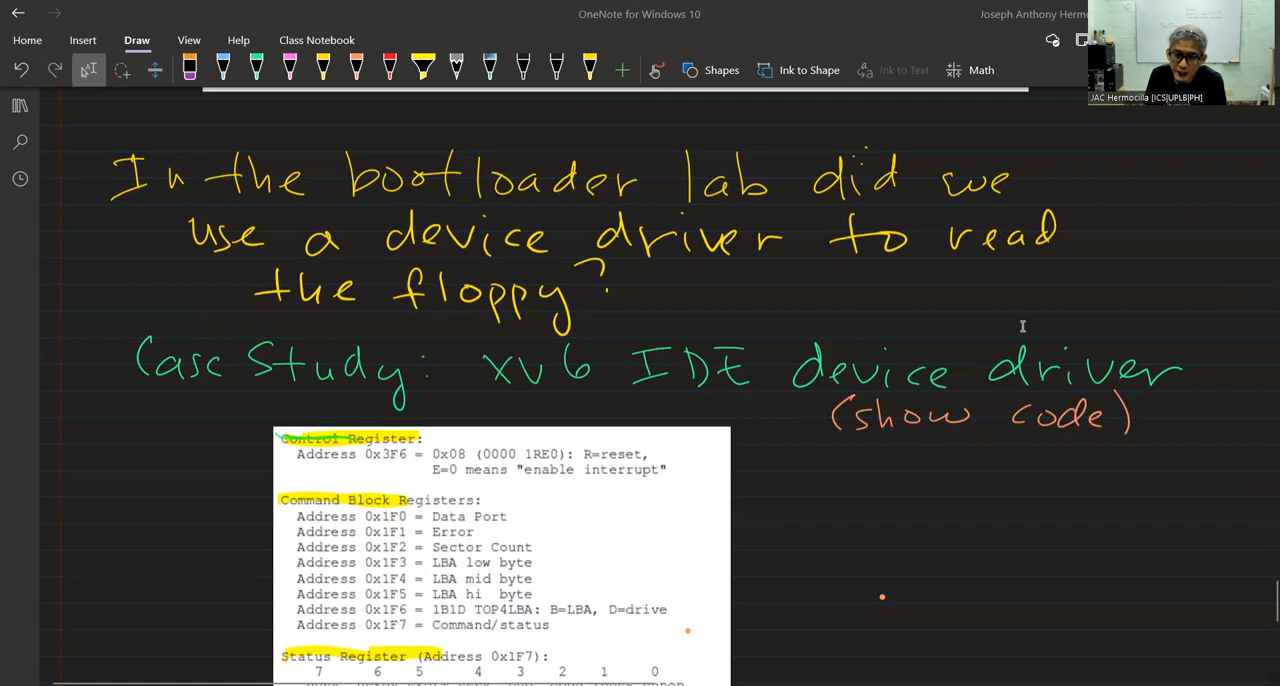 OneNote for Windows 10
Joseph Anthony Hermo
Home Insert Draw View Help Class Notebook
Shapes Ink to Shape Ink to Text Math
JAC Hermocilla [ICS|UPLB|PH]
In the bootloader lab did we
use a device driver to read
the floppy?
Case Study: xv6 IDE device driver
(show code)
Control Register:
Address 0x3F6 = 0x08 (0000 1RE0): R=reset,
E=0 means "enable interrupt"
Command Block Registers:
Address 0x1F0 = Data Port
Address 0x1F1 = Error
Address 0x1F2 = Sector Count
Address 0x1F3 = LBA low byte
Address 0x1F4 = LBA mid byte
Address 0x1F5 = LBA hi byte
Address 0x1F6 = 1B1D TOP4LBA: B=LBA, D=drive
Address 0x1F7 = Command/status
Status Register (Address 0x1F7):
7 6 5 4 3 2 1 0